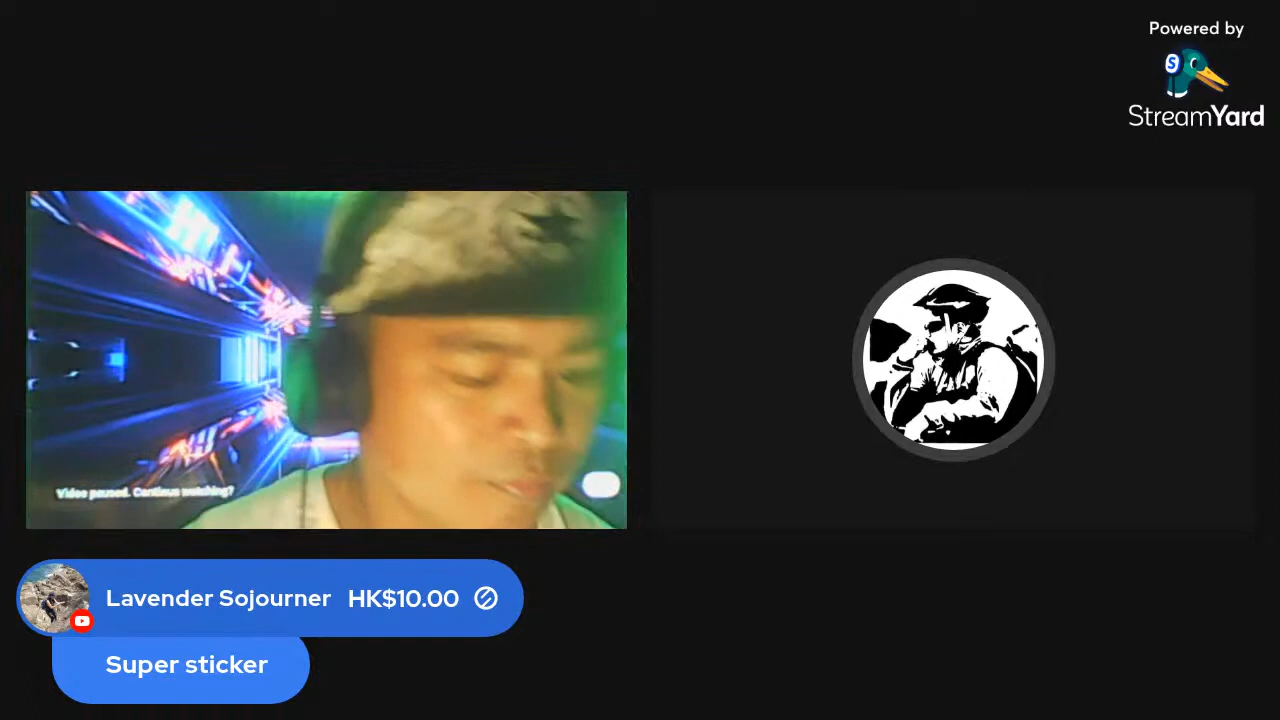 Powered by
StreamYard
Video paused. Continue watching?
Lavender Sojourner HK$10.00
Super sticker